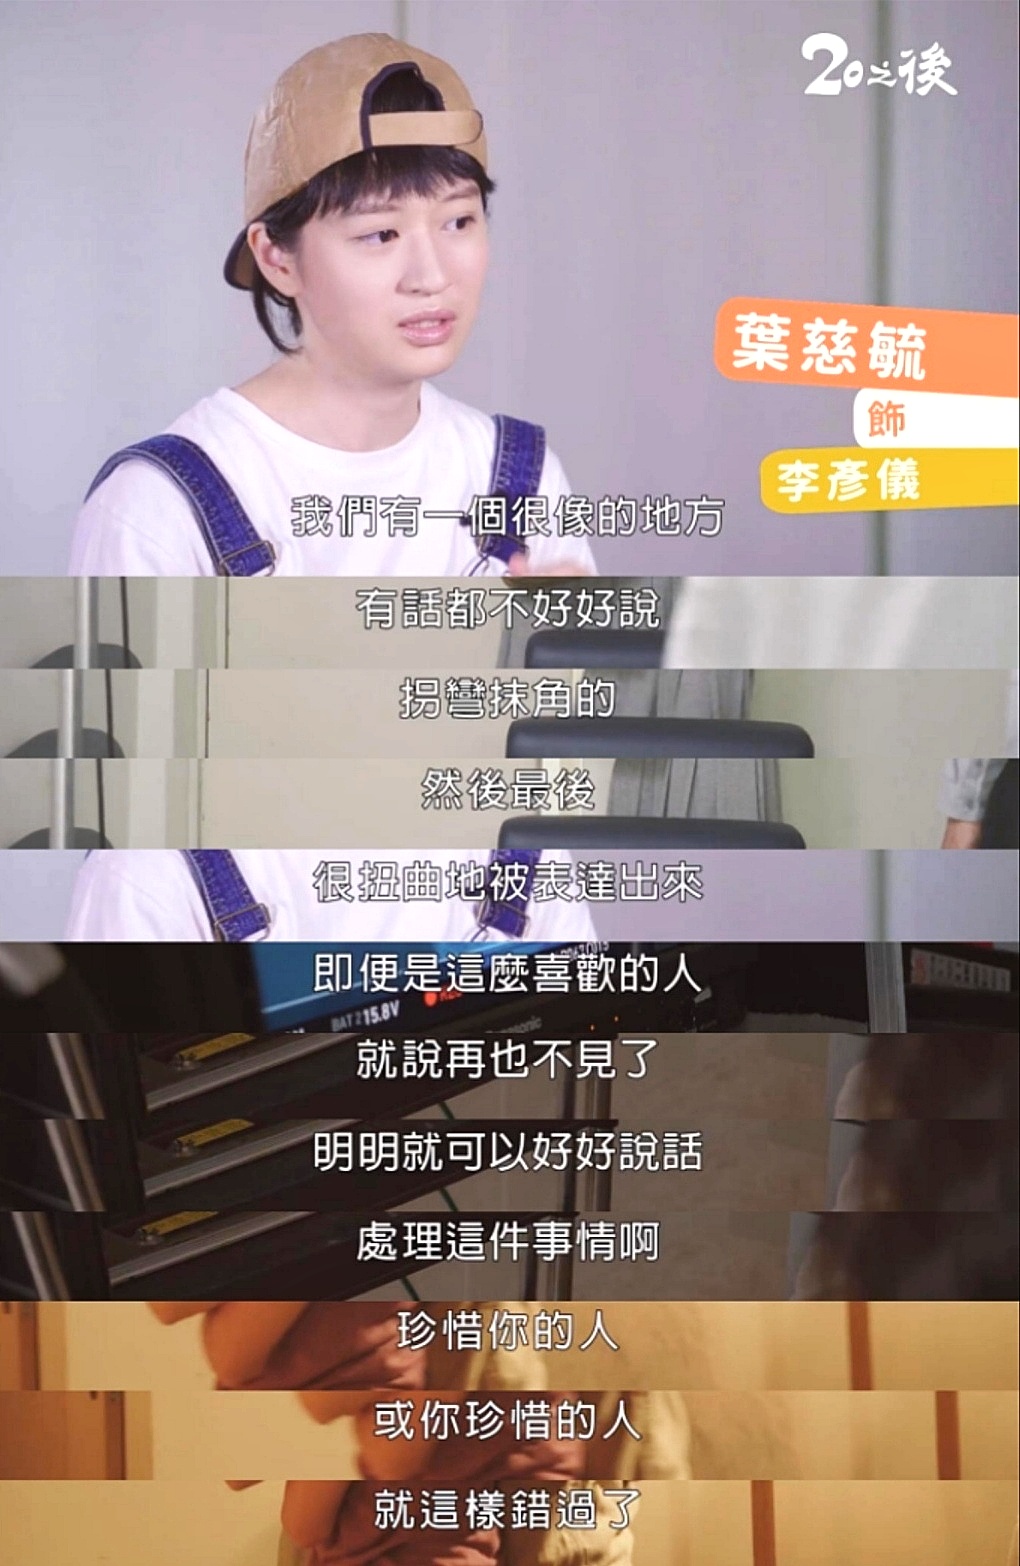 20之後
葉慈毓
飾
李彥儀
我們有一個很像的地方
有話都不好好說
拐彎抹角的
然後最後
很扭曲地被表達出來
即便是這麼喜歡的人
BAT 2 15.8V
就說再也不見了
明明就可以好好說話
處理這件事情啊
珍惜你的人
或你珍惜的人
就這樣錯過了